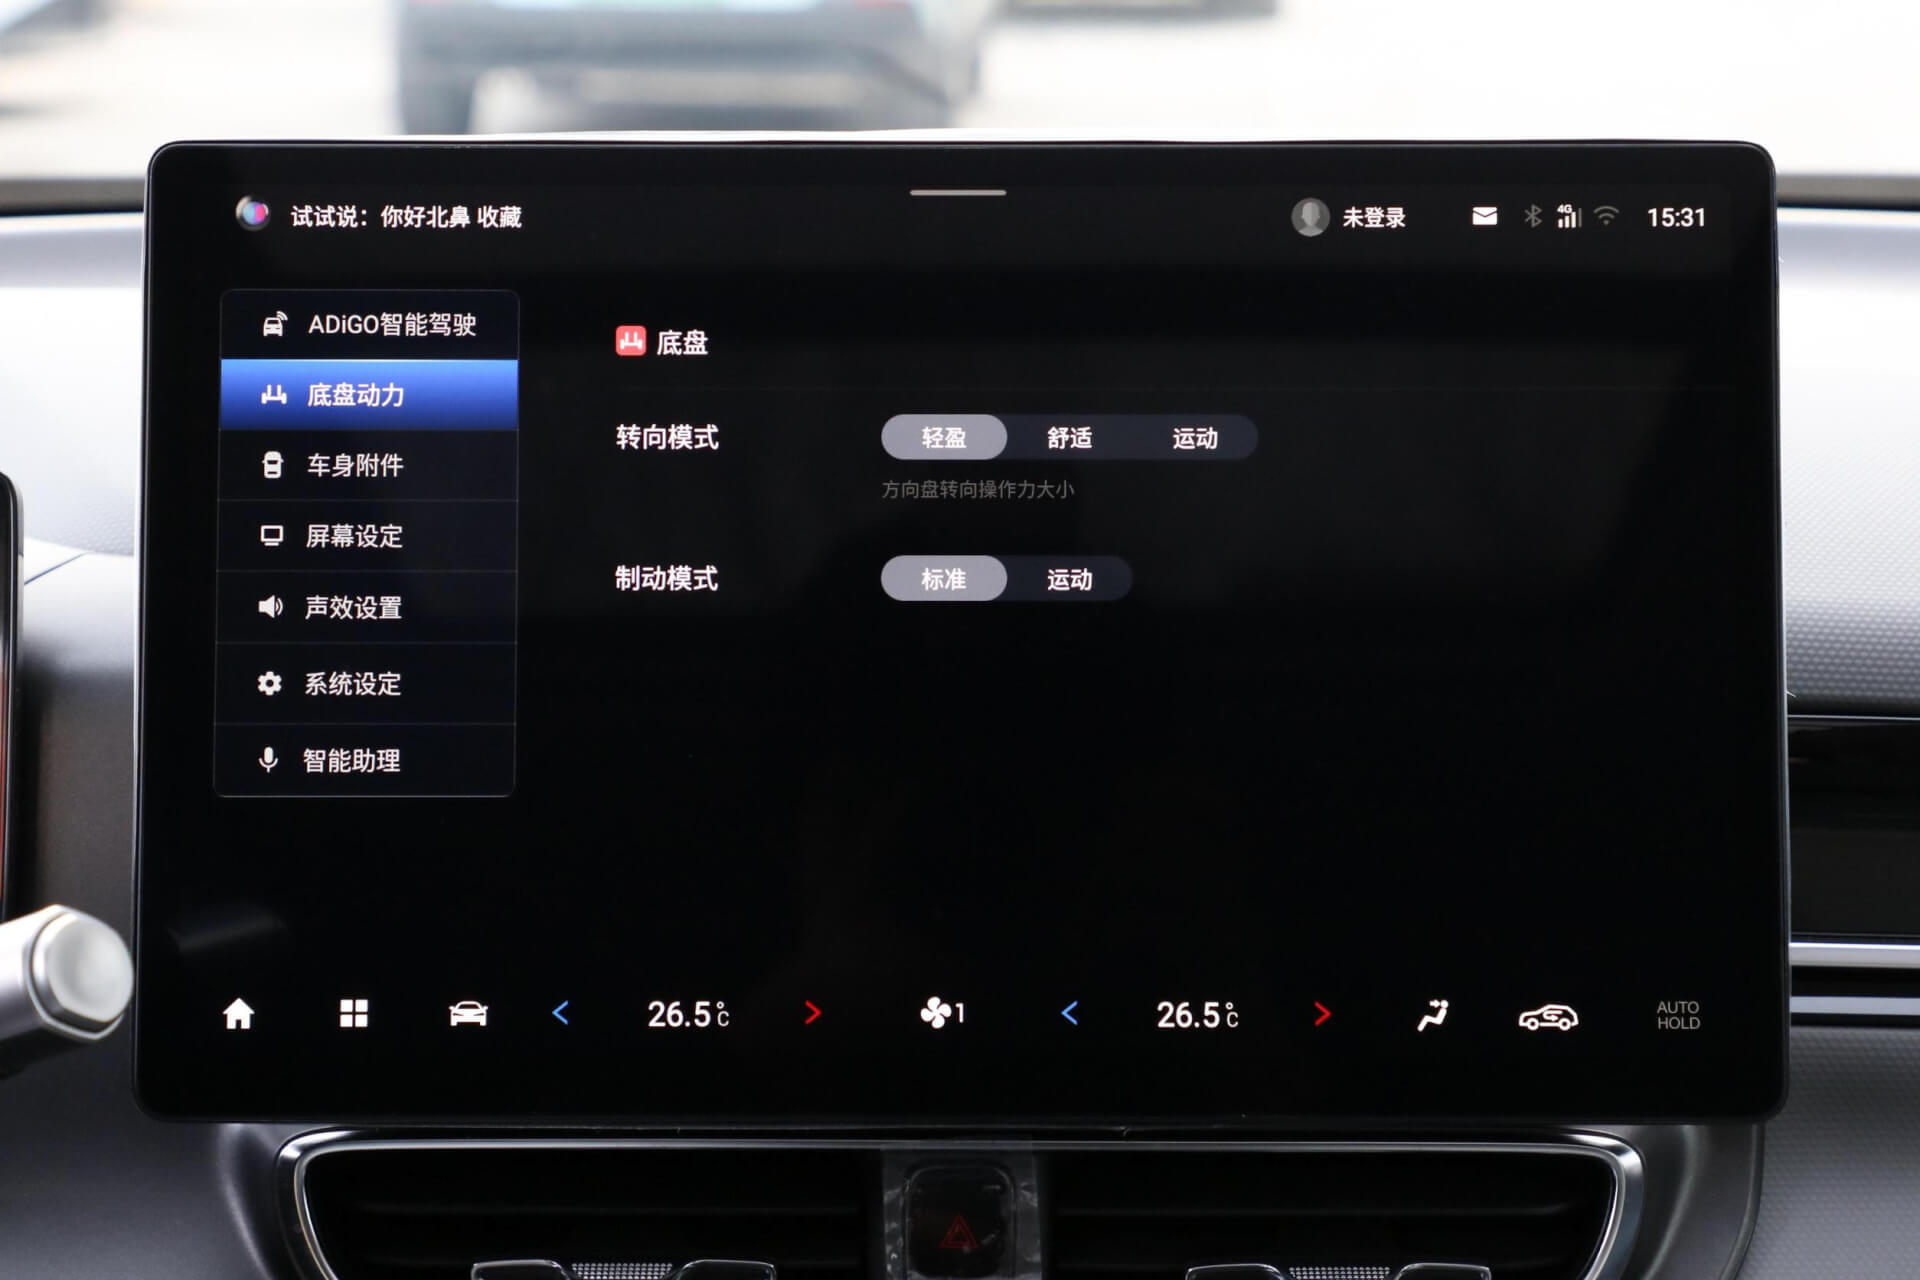 试试说：你好北鼻 收藏
未登录
4G
15:31
ADiGO智能驾驶
底盘动力
车身附件
屏幕设定
声效设置
系统设定
智能助理
底盘
转向模式
轻盈 舒适 运动
方向盘转向操作力大小
制动模式
标准 运动
26.5℃
1
26.5℃
AUTO
HOLD